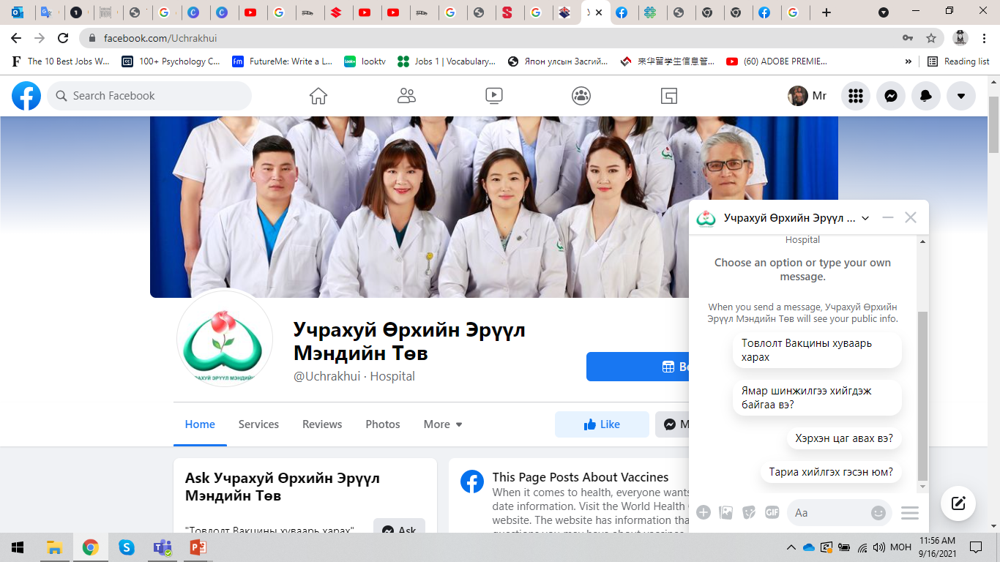 facebook.com/Uchrakhui
The 10 Best Jobs W...
100+ Psychology C...
FutureMe: Write a L...
looktv
Jobs 1 | Vocabulary...
Япон улсын Засгий...
来华留学生信息管...
(60) ADOBE PREMIE...
»
Reading list
Search Facebook
Mr
Учрахуй Өрхийн Эрүүл
Мэндийн Төв
@Uchrakhui · Hospital
Home
Services
Reviews
Photos
More
Like
Ask Учрахуй Өрхийн Эрүүл
Мэндийн Төв
"Товлолт Вакцины хуваарь харах"
Ask
This Page Posts About Vaccines
When it comes to health, everyone wants
date information. Visit the World Health
website. The website has information tha
questions you may have about vaccines
Учрахуй Өрхийн Эрүүл ...
Hospital
Choose an option or type your own
message.
When you send a message, Учрахуй Өрхийн
Эрүүл Мэндийн Төв will see your public info.
Товлолт Вакцины хуваарь
харах
Ямар шинжилгээ хийгдэж
байгаа вэ?
Хэрхэн цаг авах вэ?
Тариа хийлгэх гэсэн юм?
GIF
Aa
МОН
11:56 AM
9/16/2021